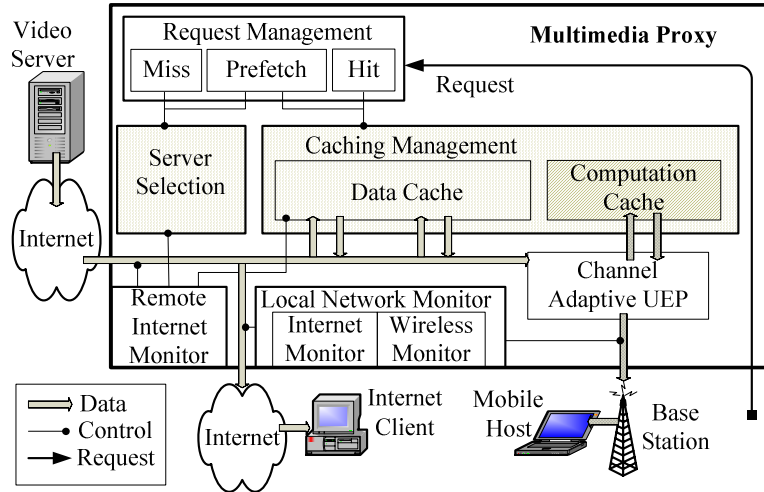 Video
Server
Request Management
Miss
Prefetch
Hit
Multimedia Proxy
Request
Server
Selection
Caching Management
Data Cache
Computation
Cache
Internet
Channel
Adaptive UEP
Remote
Internet
Monitor
Local Network Monitor
Internet
Monitor
Wireless
Monitor
Data
Control
Request
Internet
Internet
Client
Mobile
Host
Base
Station